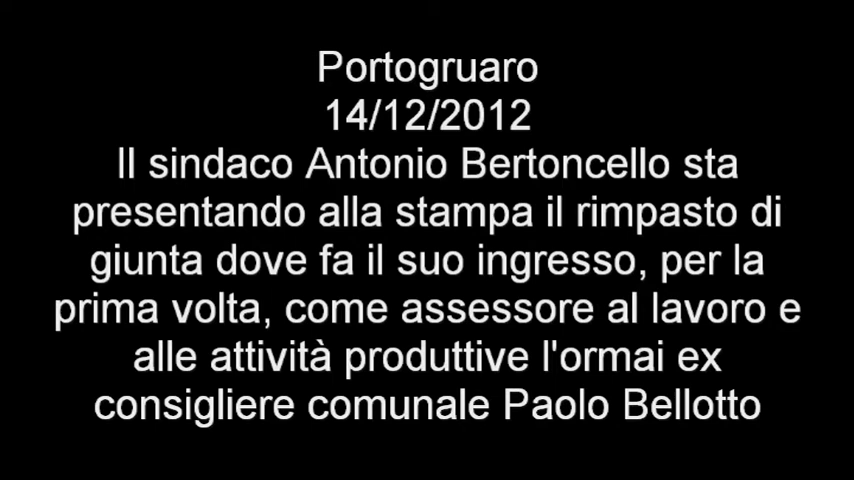 Portogruaro
14/12/2012
Il sindaco Antonio Bertoncello sta
presentando alla stampa il rimpasto di
giunta dove fa il suo ingresso, per la
prima volta, come assessore al lavoro e
alle attività produttive l'ormai ex
consigliere comunale Paolo Bellotto